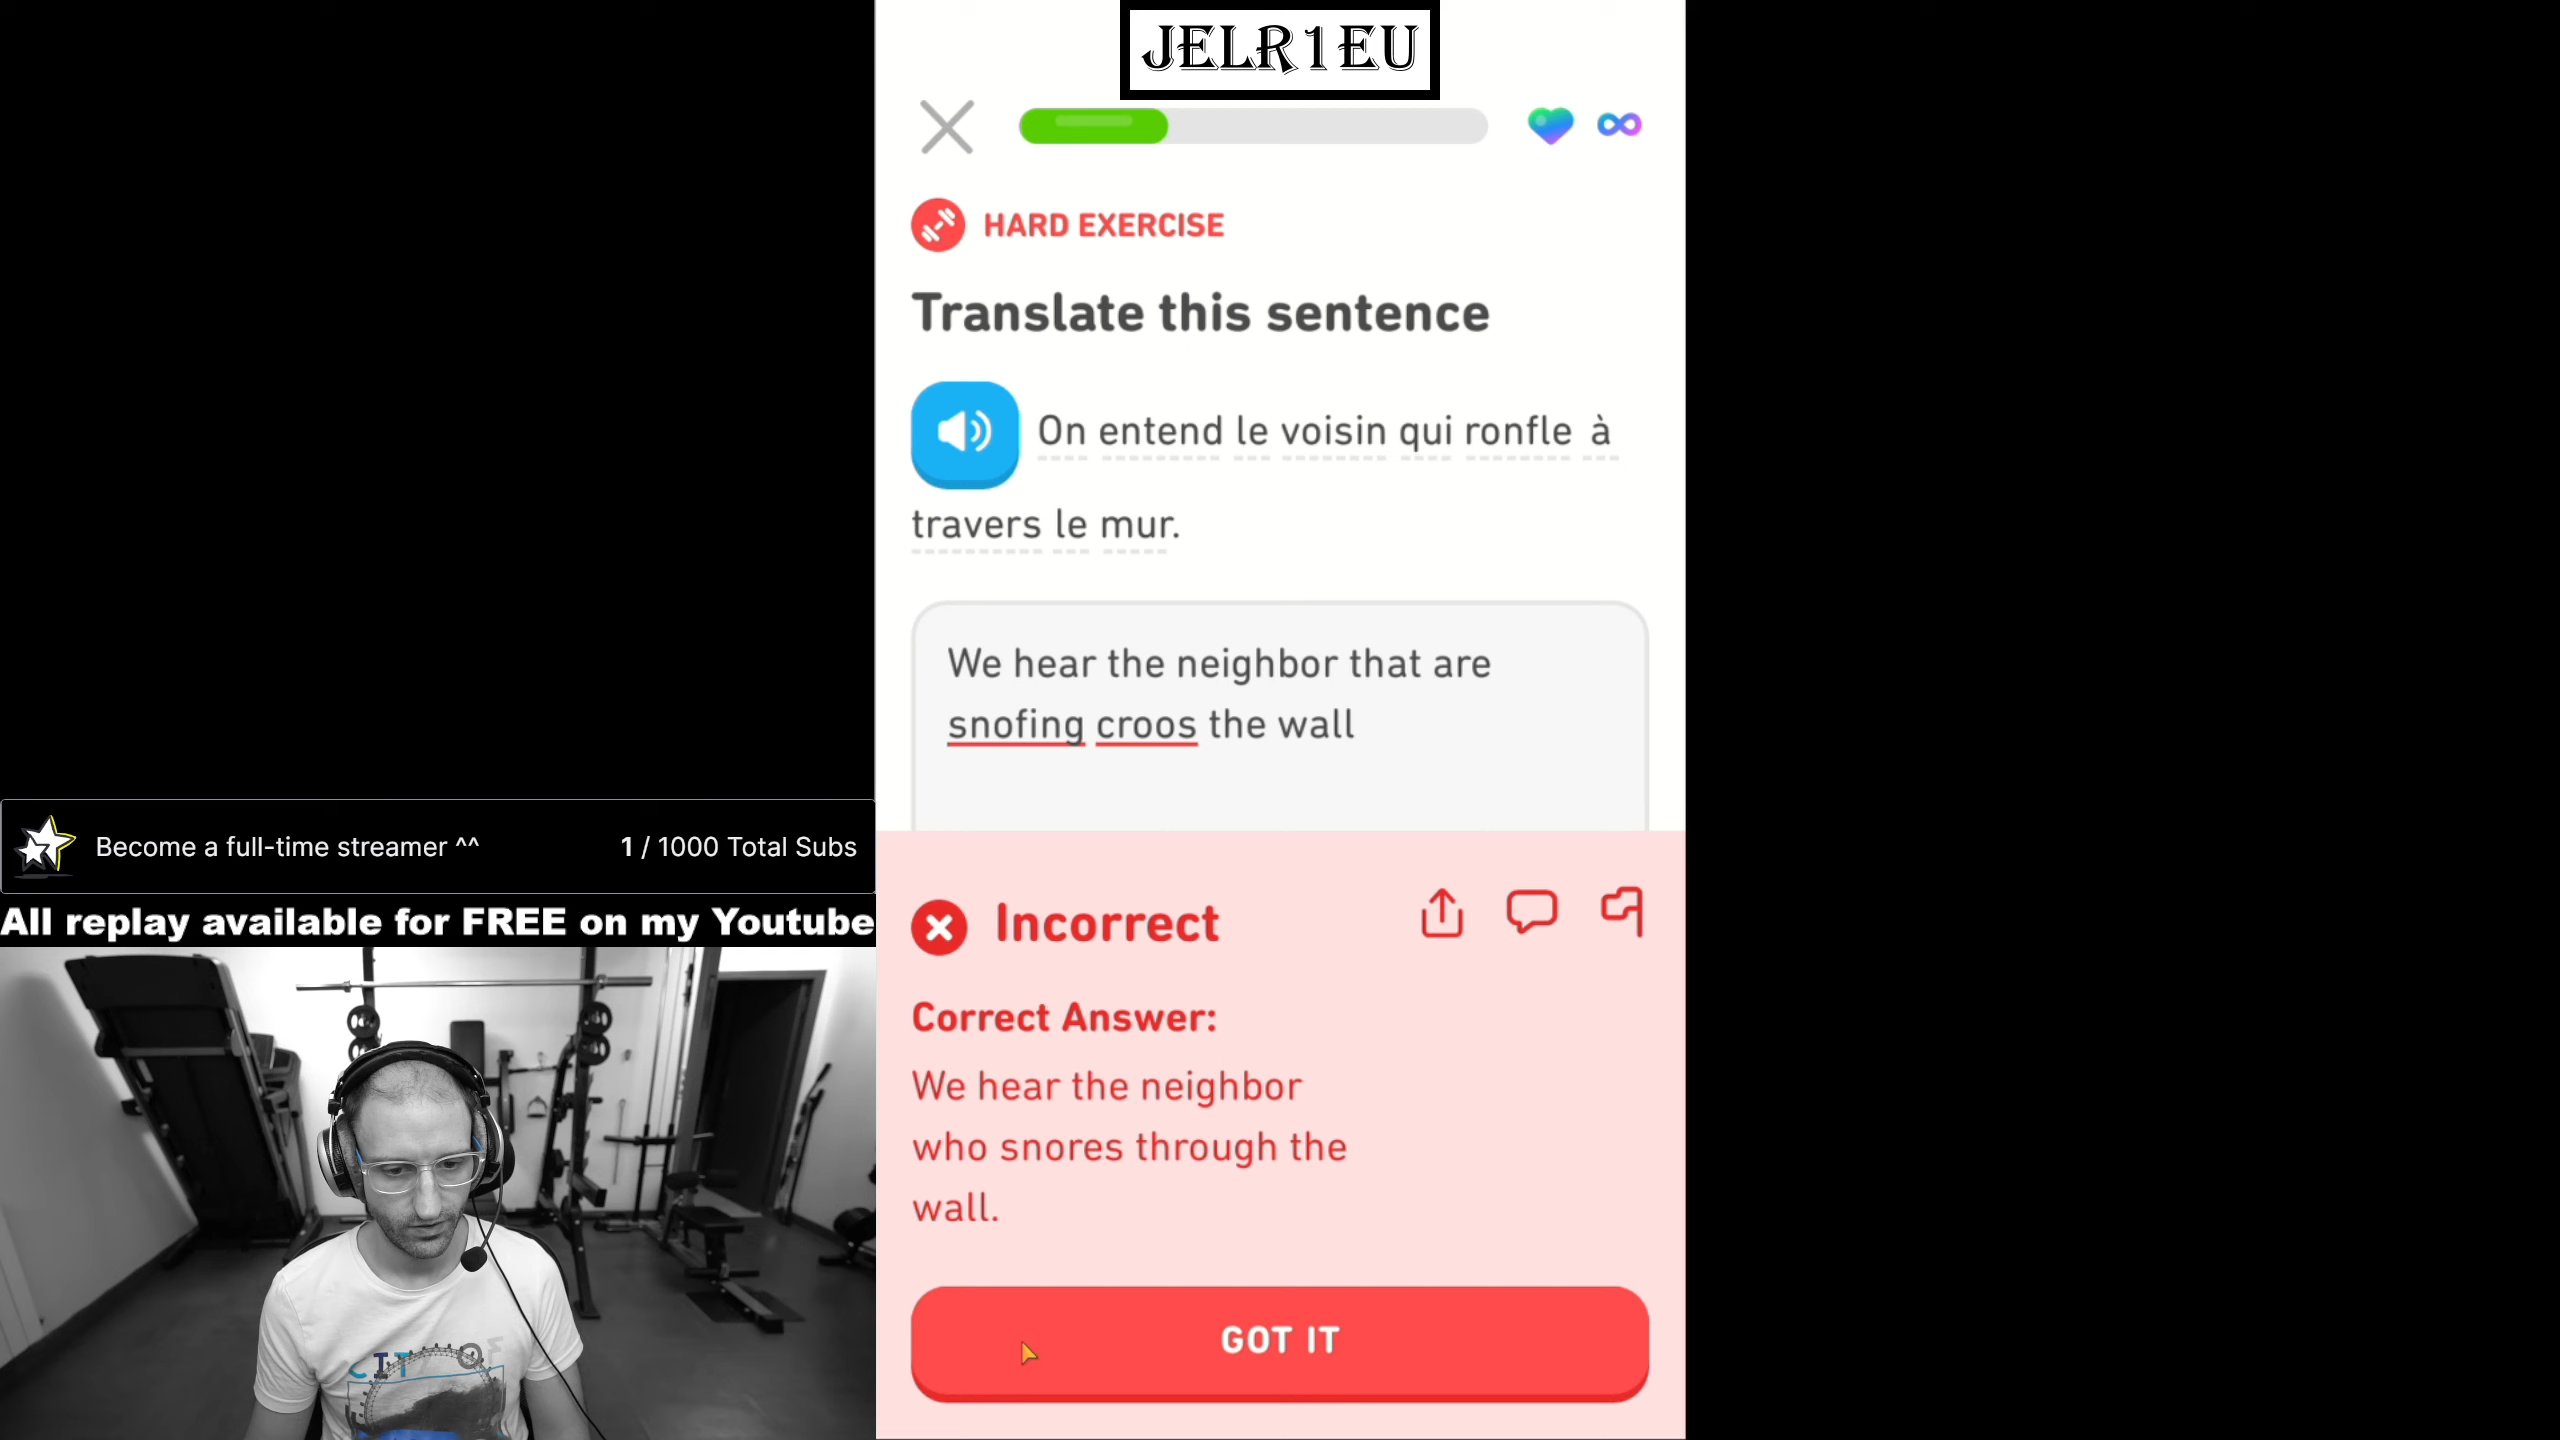 JELR1EU
HARD EXERCISE
Translate this sentence
On entend le voisin qui ronfle à
travers le mur.
We hear the neighbor that are
snofing croos the wall
Become a full-time streamer ^^ 1 / 1000 Total Subs
All replay available for FREE on my Youtube
Incorrect
Correct Answer:
We hear the neighbor
who snores through the
wall.
GOT IT